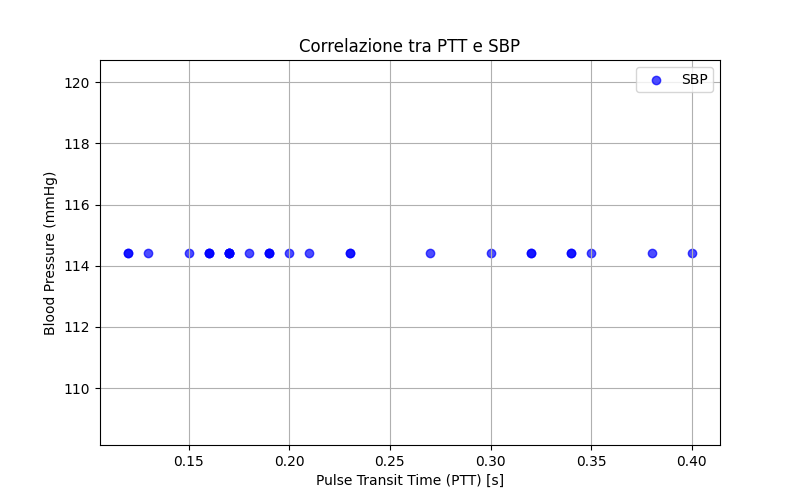 Correlazione tra PTT e SBP
SBP
120
118
116
114
112
110
Blood Pressure (mmHg)
0.15 0.20 0.25 0.30 0.35 0.40
Pulse Transit Time (PTT) [s]